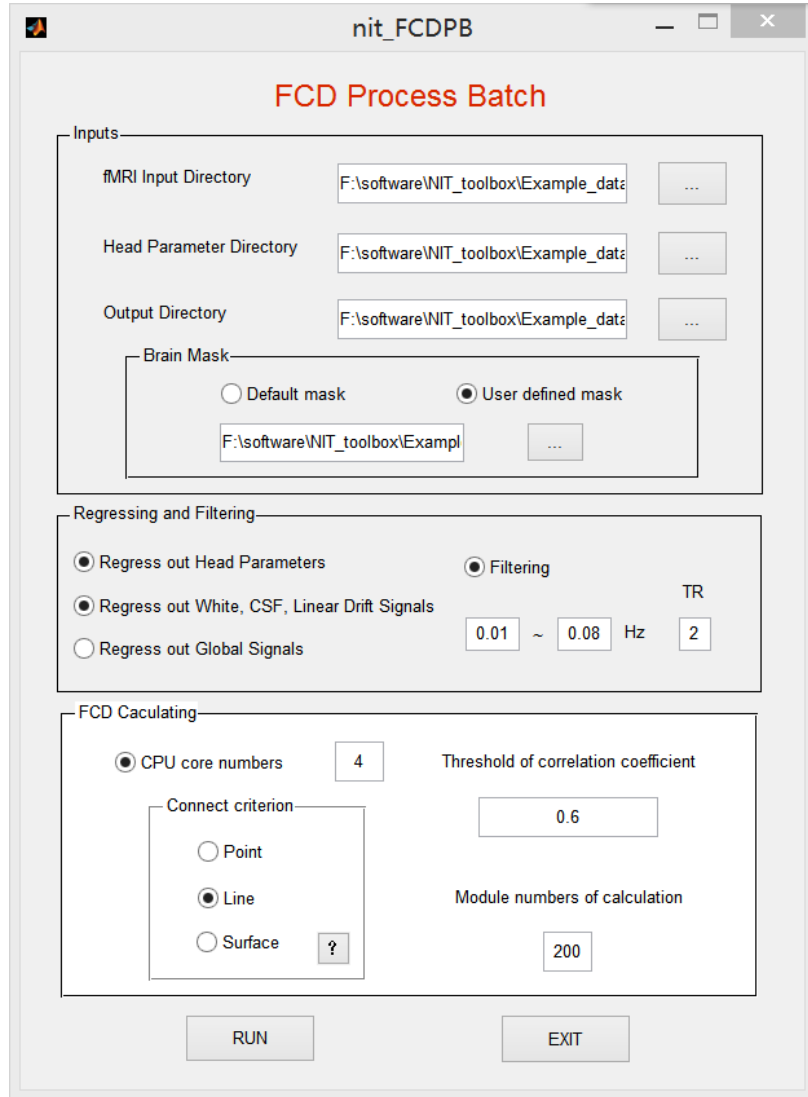 nit_FCDPB
FCD Process Batch
Inputs
fMRI Input Directory
F:\software\NIT_toolbox\Example_data
...
Head Parameter Directory
F:\software\NIT_toolbox\Example_data
...
Output Directory
F:\software\NIT_toolbox\Example_data
...
Brain Mask
Default mask
User defined mask
F:\software\NIT_toolbox\Exampl
...
Regressing and Filtering
Regress out Head Parameters
Filtering
TR
Regress out White, CSF, Linear Drift Signals
0.01 ~ 0.08 Hz 2
Regress out Global Signals
FCD Caculating
CPU core numbers 4
Threshold of correlation coefficient
0.6
Connect criterion
Point
Line
Surface ?
Module numbers of calculation
200
RUN
EXIT